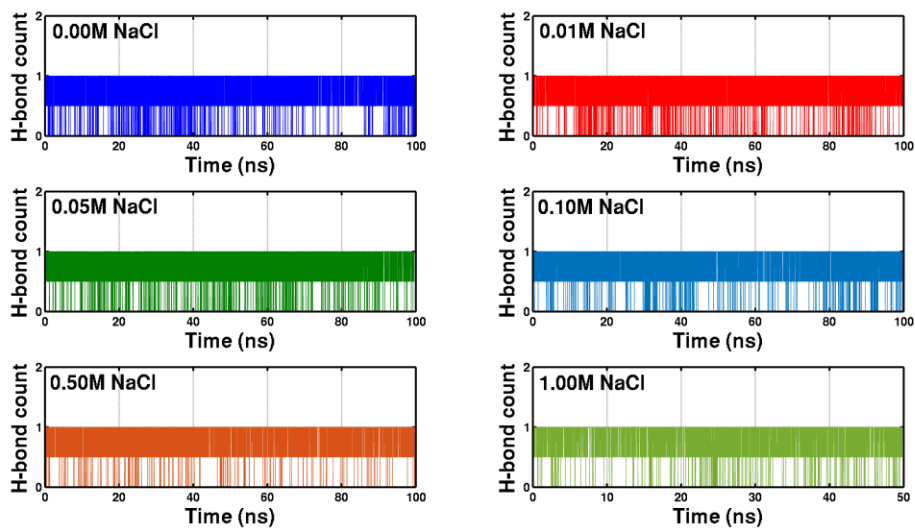 0.00M NaCl
H-bond count
2
1
0
0 20 40 60 80 100
Time (ns)
0.01M NaCl
H-bond count
2
1
0
0 20 40 60 80 100
Time (ns)
0.05M NaCl
H-bond count
2
1
0
0 20 40 60 80 100
Time (ns)
0.10M NaCl
H-bond count
2
1
0
0 20 40 60 80 100
Time (ns)
0.50M NaCl
H-bond count
2
1
0
0 20 40 60 80 100
Time (ns)
1.00M NaCl
H-bond count
2
1
0
0 10 20 30 40 50
Time (ns)